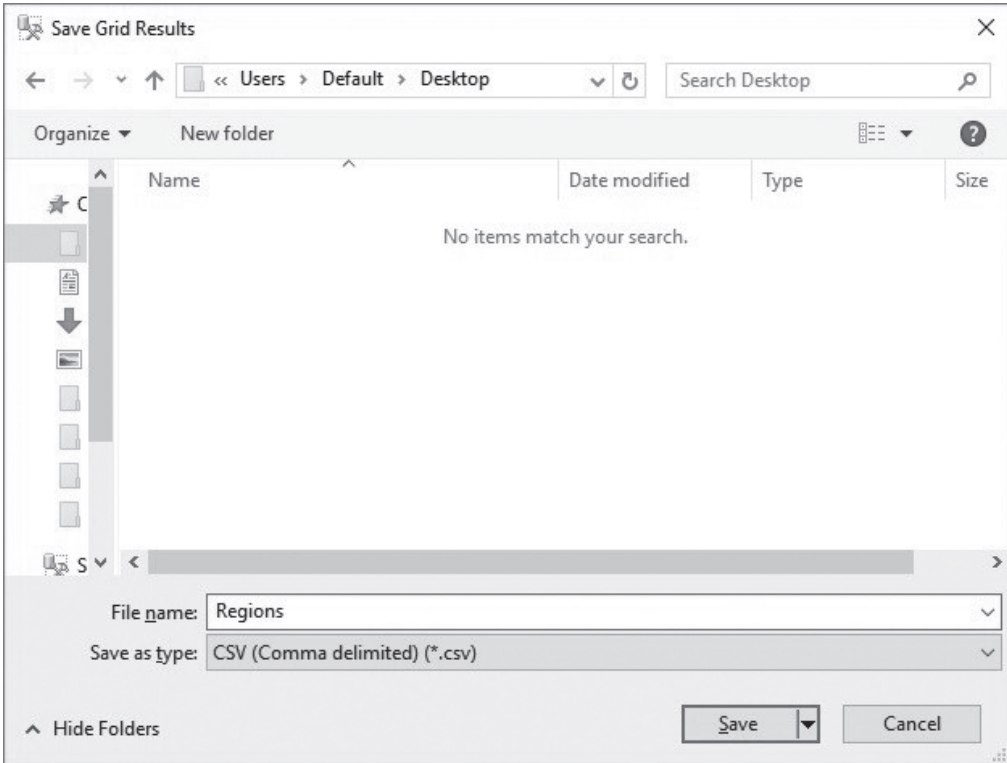 Save Grid Results
« Users > Default > Desktop
Search Desktop
Organize
New folder
?
Name
Date modified
Type
Size
C
No items match your search.
S
File name: Regions
Save as type: CSV (Comma delimited) (*.csv)
Hide Folders
Save
Cancel